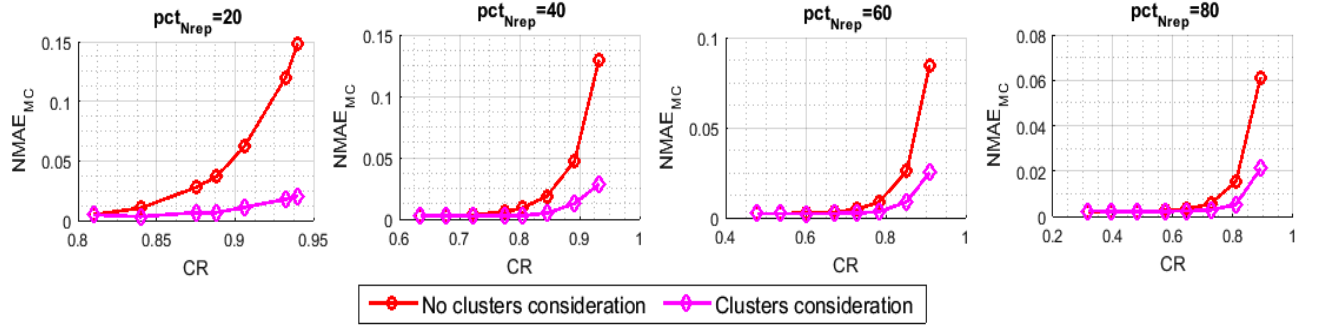 pct_Nrep=20
pct_Nrep=40
pct_Nrep=60
pct_Nrep=80
NMAE_MC
0.15
0.1
0.05
0
0.8 0.85 0.9 0.95
CR
NMAE_MC
0.15
0.1
0.05
0
0.6 0.7 0.8 0.9 1
CR
NMAE_MC
0.1
0.05
0
0.4 0.6 0.8 1
CR
NMAE_MC
0.08
0.06
0.04
0.02
0
0.2 0.4 0.6 0.8 1
CR
No clusters consideration Clusters consideration